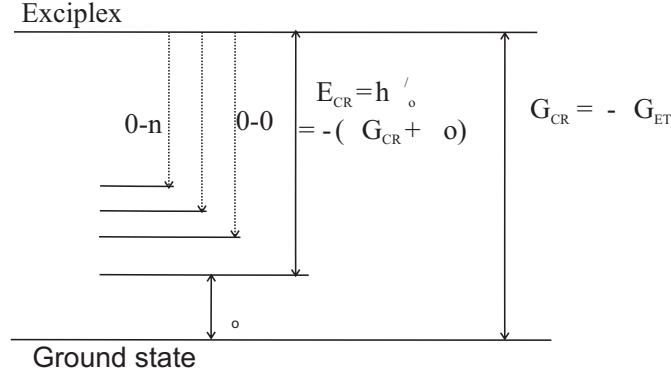 Exciplex
E_CR = h /_o
= -( G_CR + o)
G_CR = - G_ET
0-n
0-0
o
Ground state